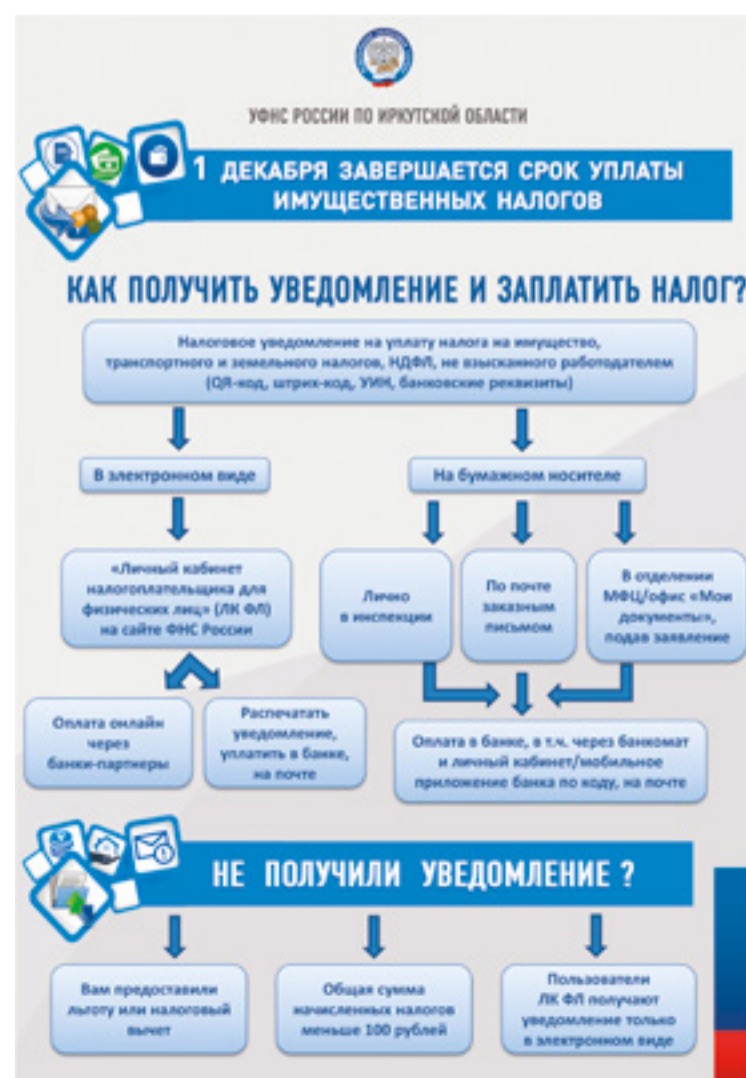 УФНС РОССИИ ПО ИРКУТСКОЙ ОБЛАСТИ
1 ДЕКАБРЯ ЗАВЕРШАЕТСЯ СРОК УПЛАТЫ
ИМУЩЕСТВЕННЫХ НАЛОГОВ
КАК ПОЛУЧИТЬ УВЕДОМЛЕНИЕ И ЗАПЛАТИТЬ НАЛОГ?
Налоговое уведомление на уплату налога на имущество,
транспортного и земельного налогов, НДФЛ, не взысканного работодателем
(QR-код, штрих-код, УИН, банковские реквизиты)
В электронном виде
На бумажном носителе
«Личный кабинет
налогоплательщика для
физических лиц» (ЛК ФЛ)
на сайте ФНС России
Лично
в инспекции
По почте
заказным
письмом
В отделении
МФЦ/офис «Мои
документы»,
подав заявление
Оплата онлайн
через
банки-партнеры
Распечатать
уведомление,
уплатить в банке,
на почте
Оплата в банке, в т.ч. через банкомат
и личный кабинет/мобильное
приложение банка по коду, на почте
НЕ ПОЛУЧИЛИ УВЕДОМЛЕНИЕ ?
Вам предоставили
льготу или налоговый
вычет
Общая сумма
начисленных налогов
меньше 100 рублей
Пользователи
ЛК ФЛ получают
уведомление только
в электронном виде